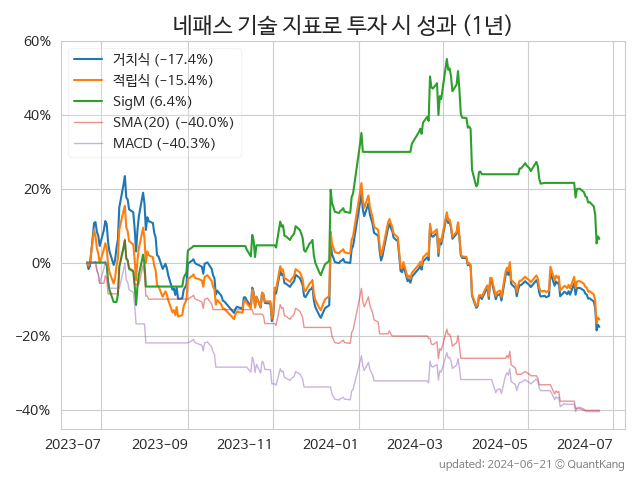 네패스 기술 지표로 투자 시 성과 (1년)
60%
40%
20%
0%
−20%
−40%
거치식 (−17.4%)
적립식 (−15.4%)
SigM (6.4%)
SMA(20) (−40.0%)
MACD (−40.3%)
2023-07 2023-09 2023-11 2024-01 2024-03 2024-05 2024-07
updated: 2024-06-21 © QuantKang